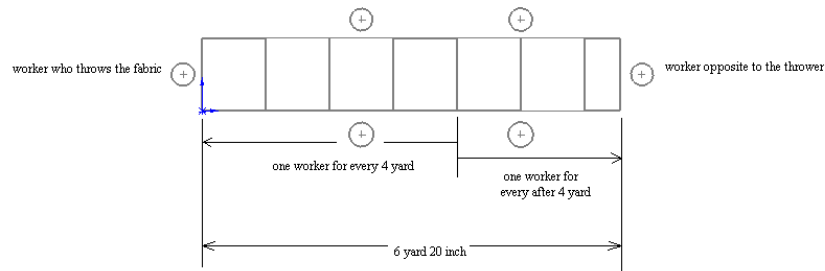 worker who throws the fabric
worker opposite to the thrower
one worker for every 4 yard
one worker for
every after 4 yard
6 yard 20 inch